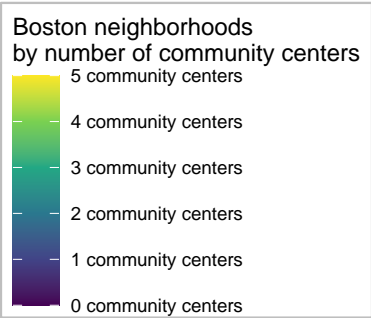 Boston neighborhoods
by number of community centers
5 community centers
4 community centers
3 community centers
2 community centers
1 community centers
0 community centers